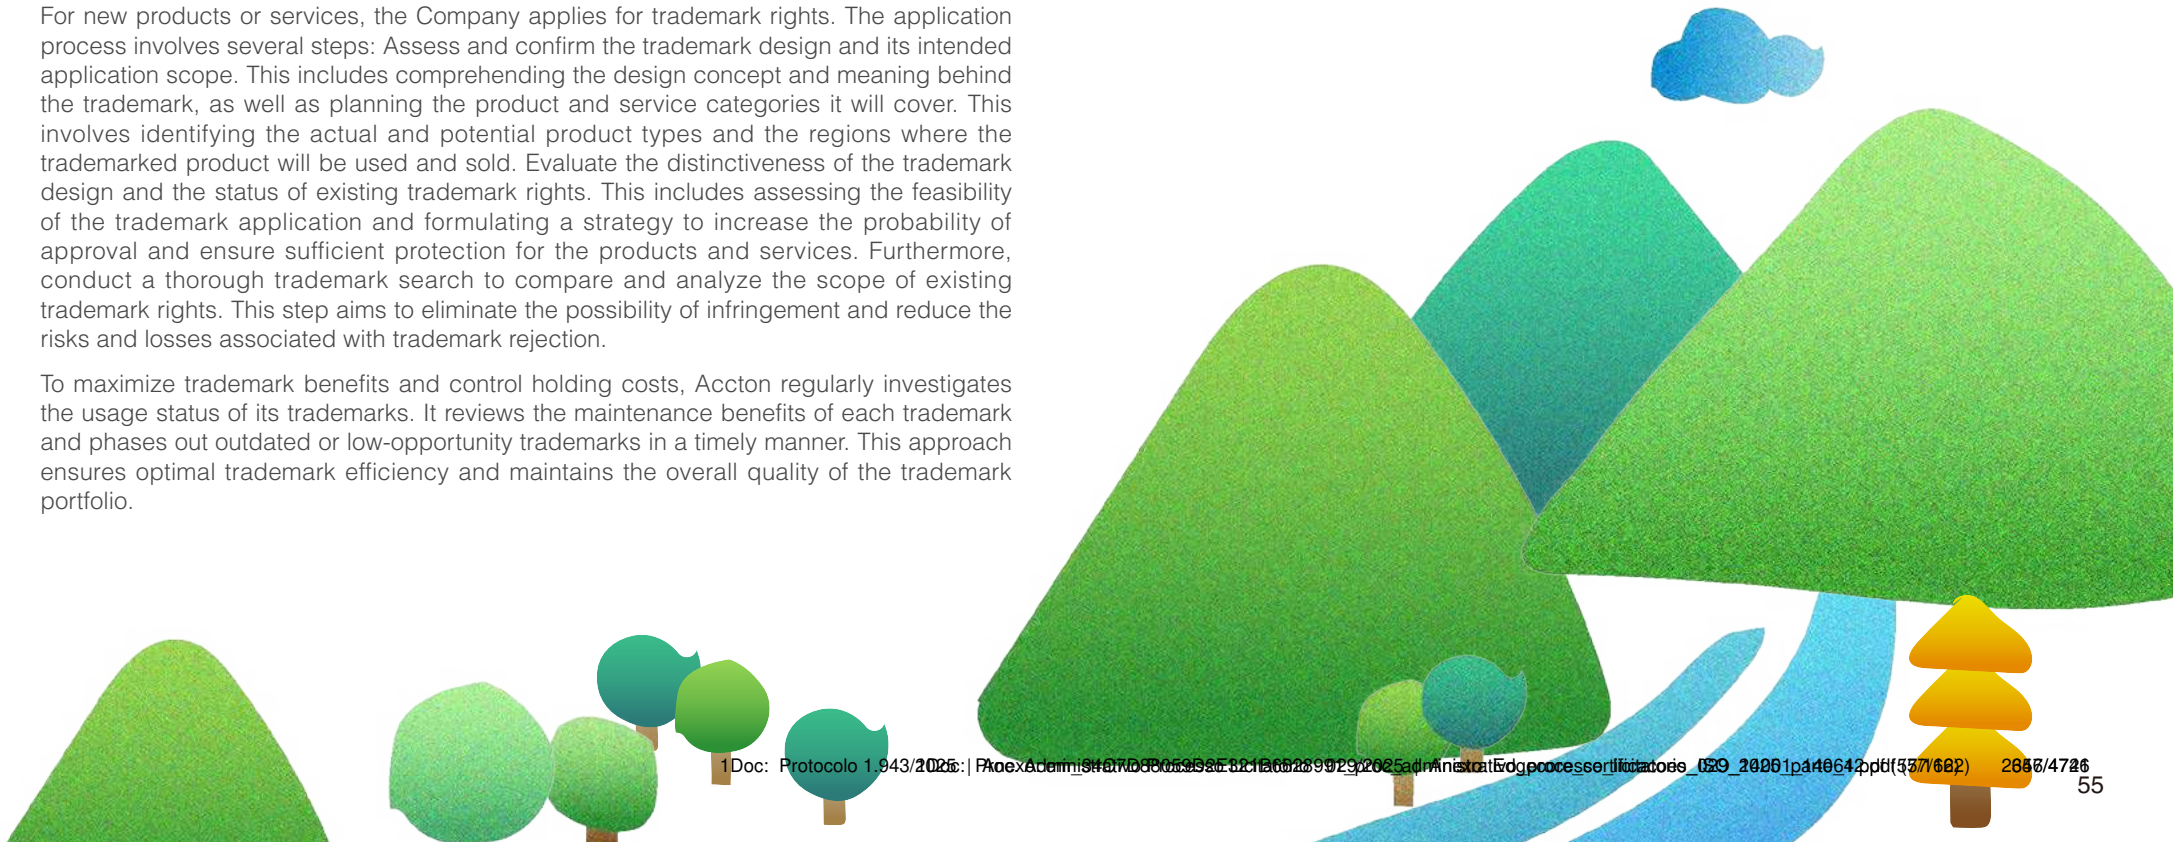 For new products or services, the Company applies for trademark rights. The application
process involves several steps: Assess and confirm the trademark design and its intended
application scope. This includes comprehending the design concept and meaning behind
the trademark, as well as planning the product and service categories it will cover. This
involves identifying the actual and potential product types and the regions where the
trademarked product will be used and sold. Evaluate the distinctiveness of the trademark
design and the status of existing trademark rights. This includes assessing the feasibility
of the trademark application and formulating a strategy to increase the probability of
approval and ensure sufficient protection for the products and services. Furthermore,
conduct a thorough trademark search to compare and analyze the scope of existing
trademark rights. This step aims to eliminate the possibility of infringement and reduce the
risks and losses associated with trademark rejection.
To maximize trademark benefits and control holding costs, Accton regularly investigates
the usage status of its trademarks. It reviews the maintenance benefits of each trademark
and phases out outdated or low-opportunity trademarks in a timely manner. This approach
ensures optimal trademark efficiency and maintains the overall quality of the trademark
portfolio.
1Doc: Protocolo
55